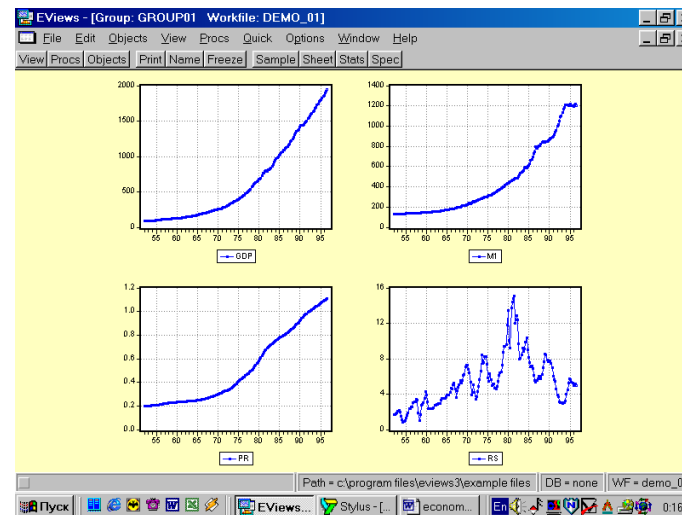 EViews - [Group: GROUP01 Workfile: DEMO_01]
File Edit Objects View Procs Quick Options Window Help
View Procs Objects Print Name Freeze Sample Sheet Stats Spec
2000
1500
1000
500
0
55 60 65 70 75 80 85 90 95
GDP
1400
1200
1000
800
600
400
200
0
55 60 65 70 75 80 85 90 95
M1
1.2
1.0
0.8
0.6
0.4
0.2
0.0
55 60 65 70 75 80 85 90 95
PR
16
12
8
4
0
55 60 65 70 75 80 85 90 95
RS
Path = c:\program files\eviews3\example files DB = none WF = demo_0
Пуск EViews... Stylus - [... econom... En 0:16